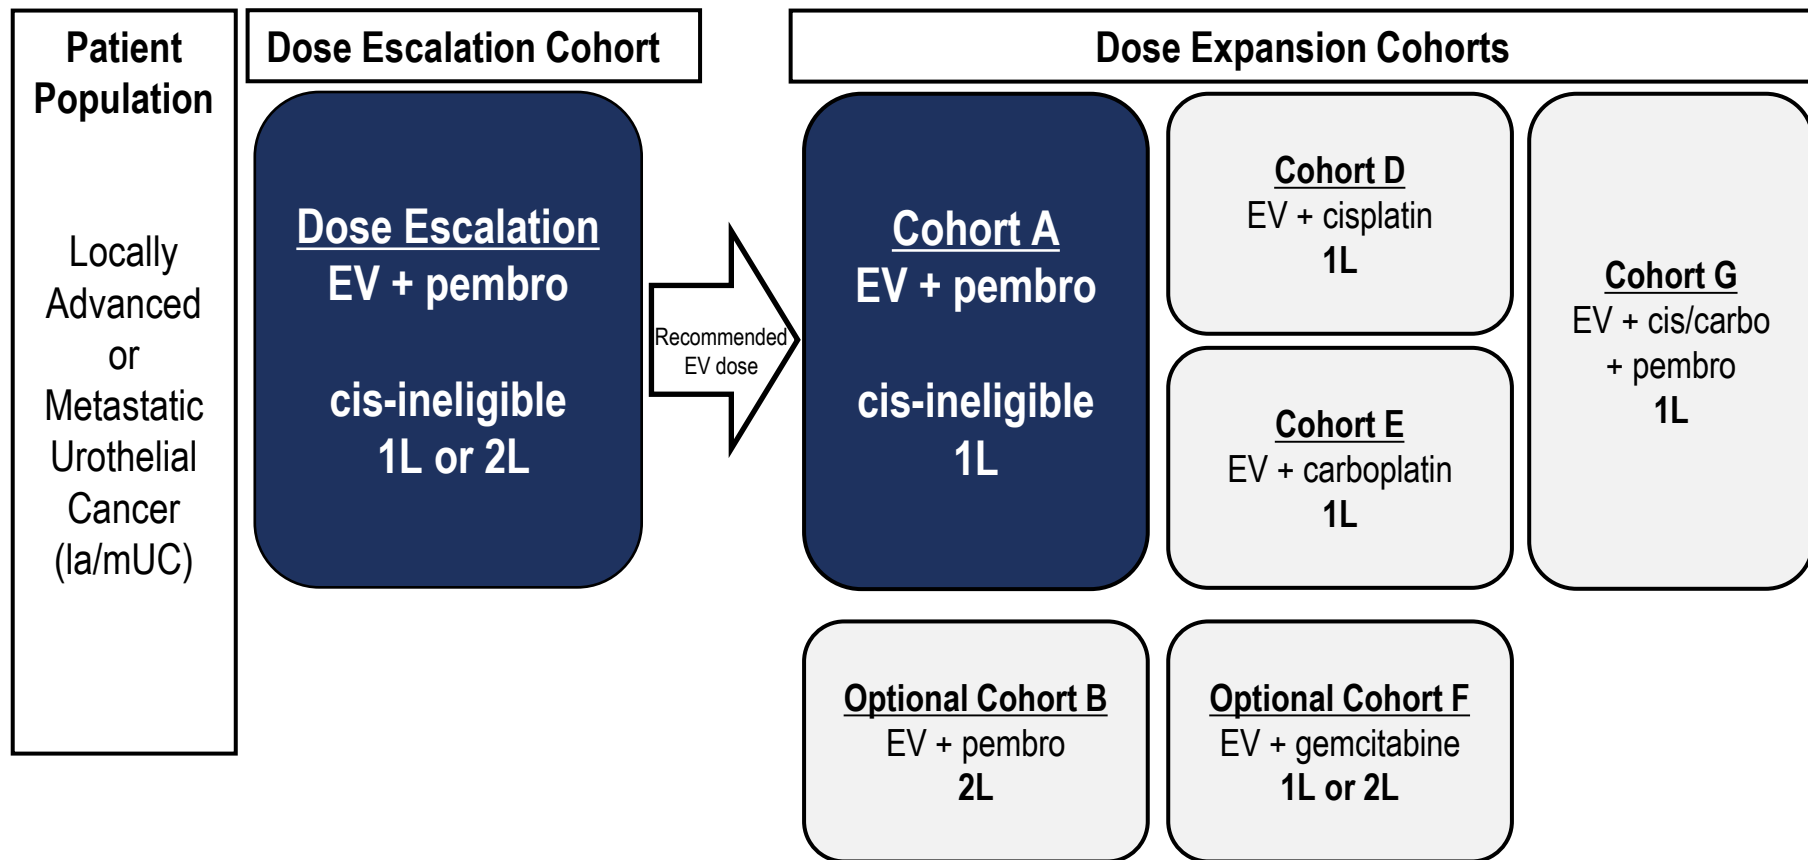 Patient
Population
Locally
Advanced
or
Metastatic
Urothelial
Cancer
(la/mUC)
Dose Escalation Cohort
Dose Escalation
EV + pembro
cis-ineligible
1L or 2L
Recommended
EV dose
Dose Expansion Cohorts
Cohort A
EV + pembro
cis-ineligible
1L
Cohort D
EV + cisplatin
1L
Cohort E
EV + carboplatin
1L
Cohort G
EV + cis/carbo
+ pembro
1L
Optional Cohort B
EV + pembro
2L
Optional Cohort F
EV + gemcitabine
1L or 2L